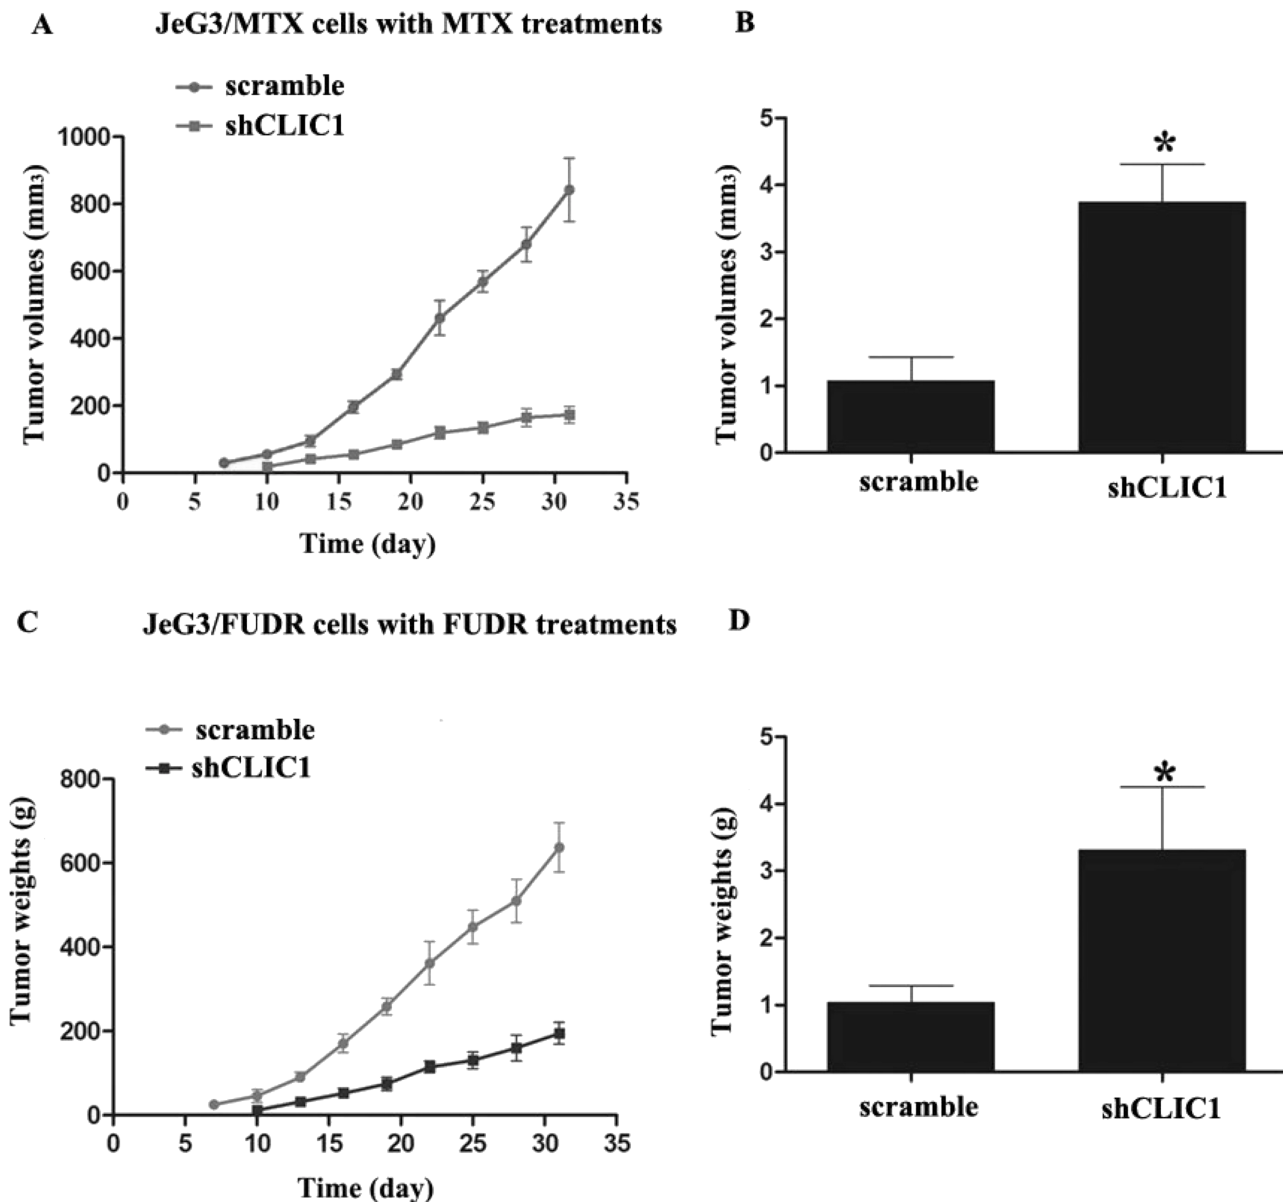 A
JeG3/MTX cells with MTX treatments
scramble
shCLIC1
Tumor volumes (mm3)
1000
800
600
400
200
0
0 5 10 15 20 25 30 35
Time (day)
B
Tumor volumes (mm3)
5
4
3
2
1
0
*
scramble shCLIC1
C
JeG3/FUDR cells with FUDR treatments
scramble
shCLIC1
Tumor weights (g)
800
600
400
200
0
0 5 10 15 20 25 30 35
Time (day)
D
Tumor weights (g)
5
4
3
2
1
0
*
scramble shCLIC1